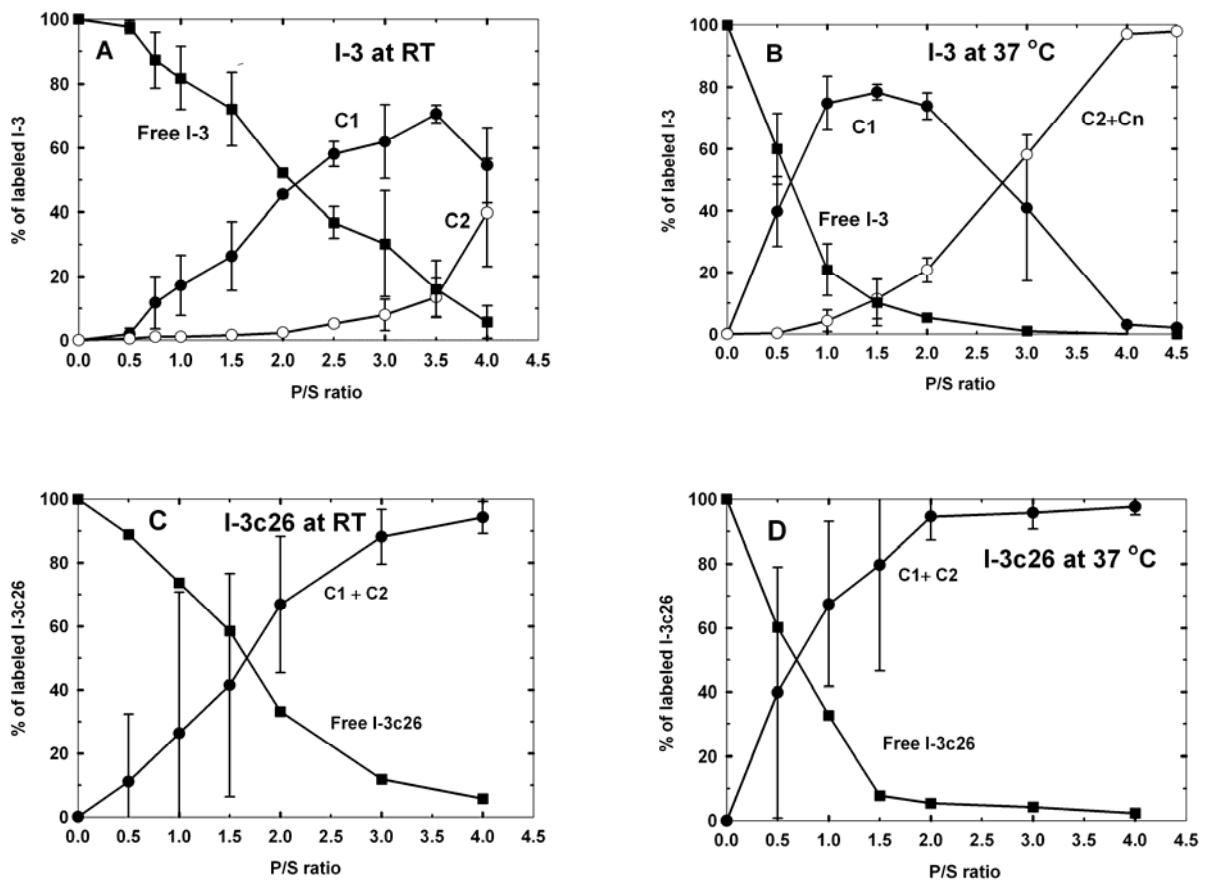 A
I-3 at RT
% of labeled I-3
100
80
60
40
20
0
Free I-3
C1
C2
0.0 0.5 1.0 1.5 2.0 2.5 3.0 3.5 4.0 4.5
P/S ratio
B
I-3 at 37 °C
% of labeled I-3
100
80
60
40
20
0
C1
C2+Cn
Free I-3
0.0 0.5 1.0 1.5 2.0 2.5 3.0 3.5 4.0 4.5
P/S ratio
C
I-3c26 at RT
% of labeled I-3c26
100
80
60
40
20
0
C1 + C2
Free I-3c26
0.0 0.5 1.0 1.5 2.0 2.5 3.0 3.5 4.0 4.5
P/S ratio
D
I-3c26 at 37 °C
% of labeled I-3c26
100
80
60
40
20
0
C1+ C2
Free I-3c26
0.0 0.5 1.0 1.5 2.0 2.5 3.0 3.5 4.0 4.5
P/S ratio